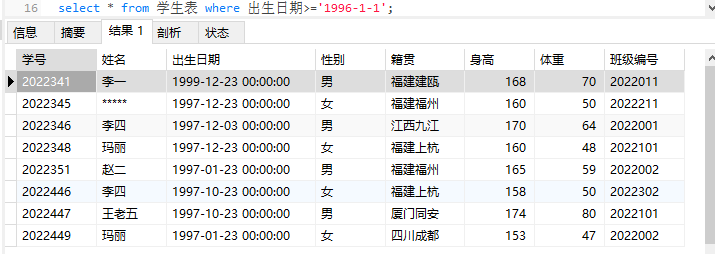 16 select * from 学生表 where 出生日期>='1996-1-1';
信息 摘要 结果 1 剖析 状态
学号 姓名 出生日期 性别 籍贯 身高 体重 班级编号
2022341 李一 1999-12-23 00:00:00 男 福建建瓯 168 70 2022011
2022345 ***** 1997-12-23 00:00:00 女 福建福州 160 50 2022211
2022346 李四 1997-12-03 00:00:00 男 江西九江 170 64 2022001
2022348 玛丽 1997-12-23 00:00:00 女 福建上杭 160 48 2022101
2022351 赵二 1997-01-23 00:00:00 男 福建福州 165 59 2022002
2022446 李四 1997-10-23 00:00:00 女 福建上杭 158 50 2022302
2022447 王老五 1997-10-23 00:00:00 男 厦门同安 174 80 2022101
2022449 玛丽 1997-01-23 00:00:00 女 四川成都 153 47 2022002